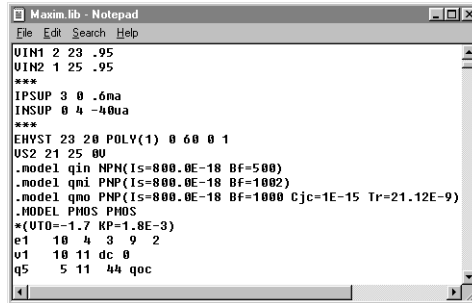 Maxim.lib - Notepad
File Edit Search Help
VIN1 2 23 .95
VIN2 1 25 .95
***
IPSUP 3 0 .6ma
INSUP 0 4 -40ua
***
EHYST 23 20 POLY(1) 0 60 0 1
VS2 21 25 0V
.model qin NPN(Is=800.0E-18 Bf=500)
.model qmi PNP(Is=800.0E-18 Bf=1002)
.model qmo PNP(Is=800.0E-18 Bf=1000 Cjc=1E-15 Tr=21.12E-9)
.MODEL PMOS PMOS
*(VTO=-1.7 KP=1.8E-3)
e1 10 4 3 9 2
v1 10 11 dc 0
q5 5 11 44 qoc